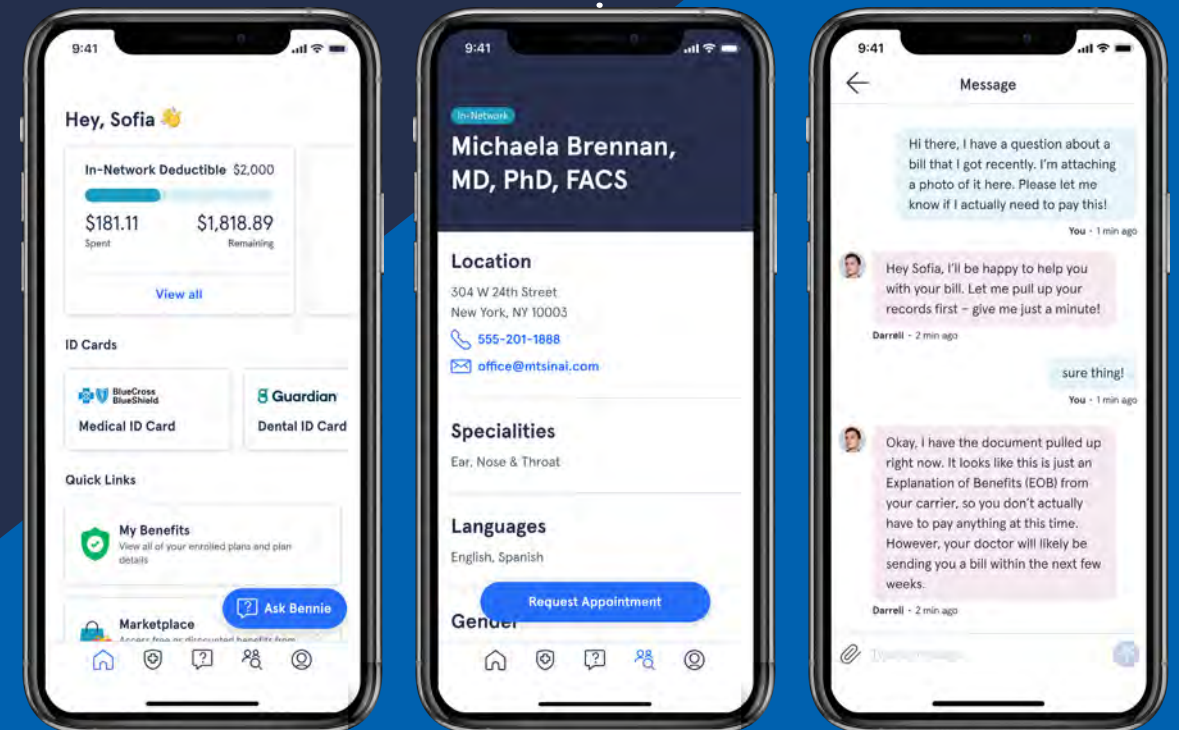 9:41
Hey, Sofia 👋
In-Network Deductible $2,000
$181.11 $1,818.89
Spent Remaining
View all
ID Cards
BlueCross
BlueShield
Medical ID Card
Guardian
Dental ID Card
Quick Links
My Benefits
View all of your enrolled plans and plan
details
Ask Bennie
Marketplace
Access free or discounted benefits from
9:41
In-Network
Michaela Brennan,
MD, PhD, FACS
Location
304 W 24th Street
New York, NY 10003
555-201-1888
office@mtsinai.com
Specialities
Ear, Nose & Throat
Languages
English, Spanish
Request Appointment
Gender
9:41
Message
Hi there, I have a question about a
bill that I got recently. I'm attaching
a photo of it here. Please let me
know if I actually need to pay this!
You - 1 min ago
Hey Sofia, I'll be happy to help you
with your bill. Let me pull up your
records first – give me just a minute!
Darrell - 2 min ago
sure thing!
You - 1 min ago
Okay, I have the document pulled up
right now. It looks like this is just an
Explanation of Benefits (EOB) from
your carrier, so you don't actually
have to pay anything at this time.
However, your doctor will likely be
sending you a bill within the next few
weeks.
Darrell - 2 min ago